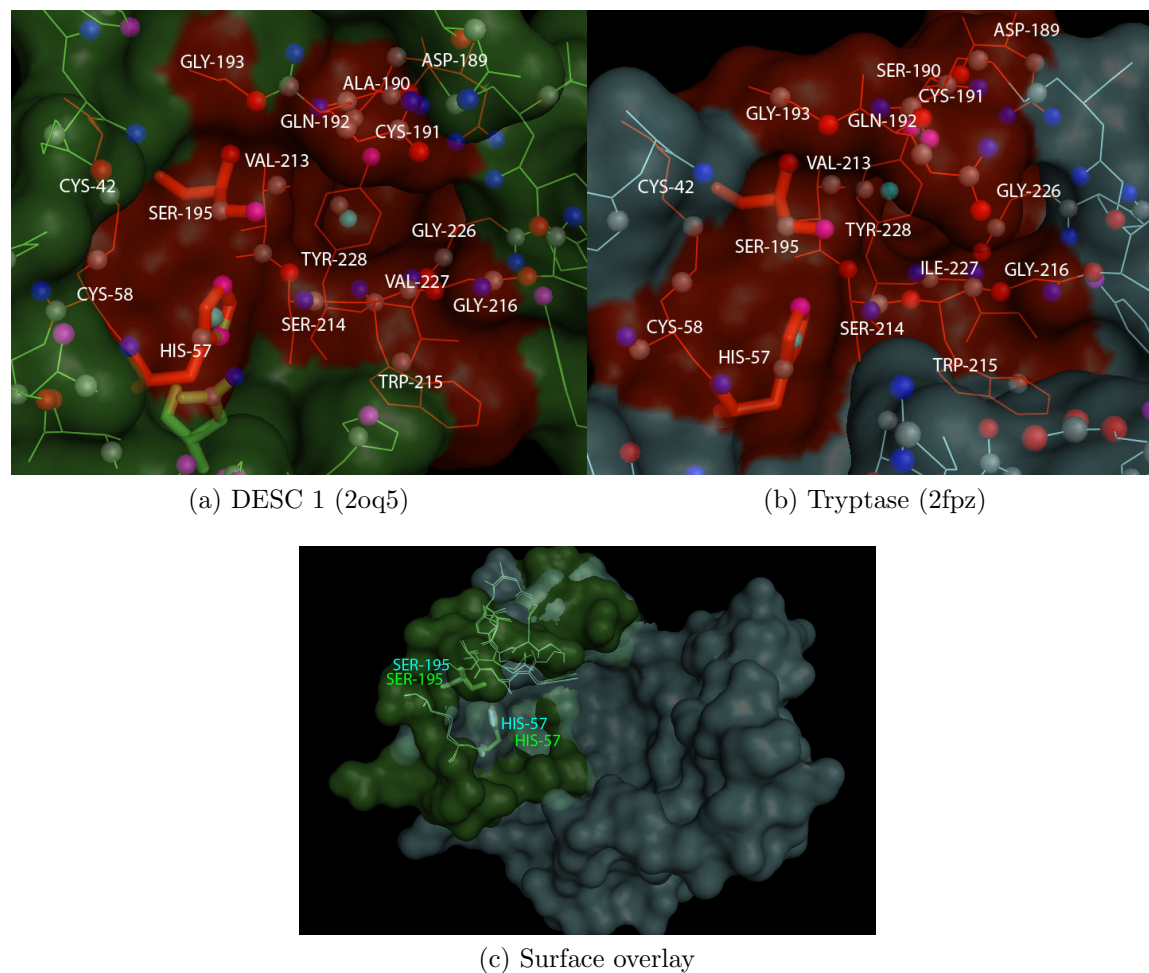 GLY-193
ASP-189
ALA-190
GLN-192
CYS-191
VAL-213
CYS-42
SER-195
GLY-226
TYR-228
VAL-227
CYS-58
GLY-216
SER-214
HIS-57
TRP-215
(a) DESC 1 (2oq5)
ASP-189
SER-190
CYS-191
GLY-193
GLN-192
VAL-213
CYS-42
GLY-226
TYR-228
SER-195
ILE-227
GLY-216
SER-214
CYS-58
HIS-57
TRP-215
(b) Tryptase (2fpz)
SER-195
SER-195
HIS-57
HIS-57
(c) Surface overlay